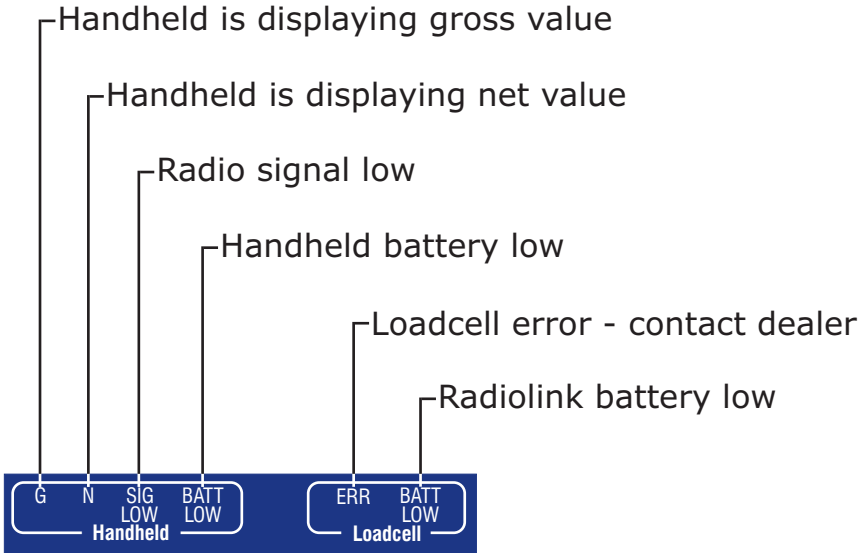 Handheld is displaying gross value
Handheld is displaying net value
Radio signal low
Handheld battery low
Loadcell error - contact dealer
Radiolink battery low
G N SIG LOW BATT LOW
Handheld
ERR BATT LOW
Loadcell